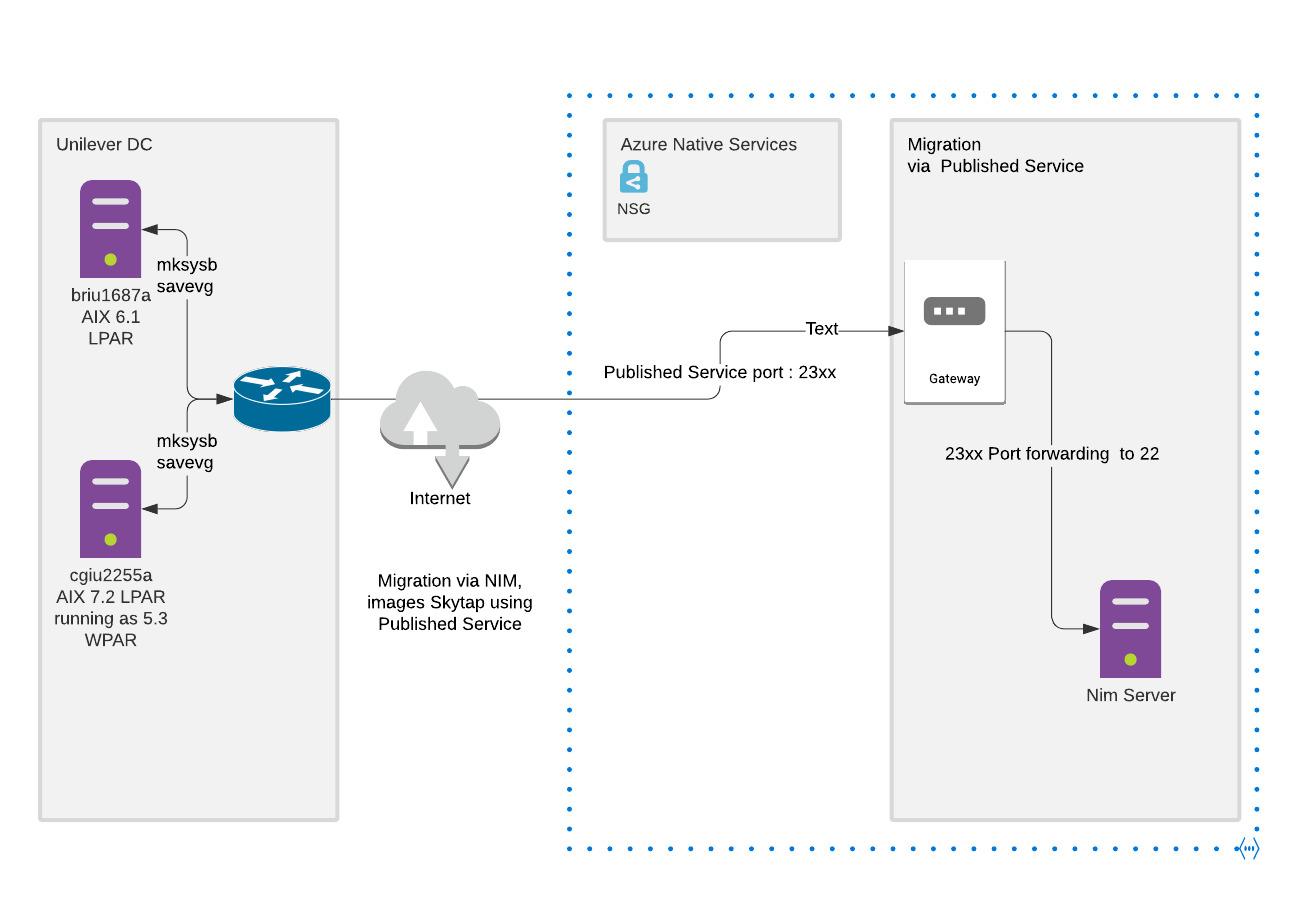 Unilever DC
mksysb
savevg
briu1687a
AIX 6.1
LPAR
mksysb
savevg
cgiu2255a
AIX 7.2 LPAR
running as 5.3
WPAR
Internet
Migration via NIM,
images Skytap using
Published Service
Azure Native Services
NSG
Text
Published Service port : 23xx
Migration
via  Published Service
Gateway
23xx Port forwarding  to 22
Nim Server